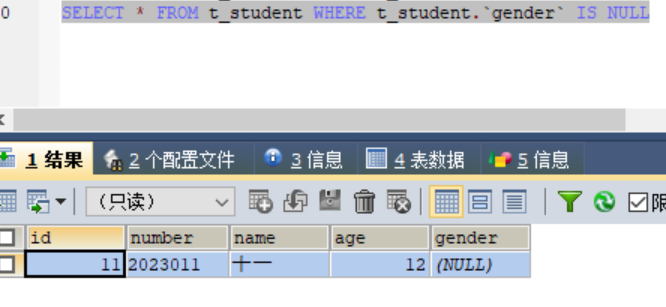 0 SELECT * FROM t_student WHERE t_student.`gender` IS NULL
1 结果 2 个配置文件 3 信息 4 表数据 5 信息
（只读） 限
id number name age gender
11 2023011 十一 12 (NULL)